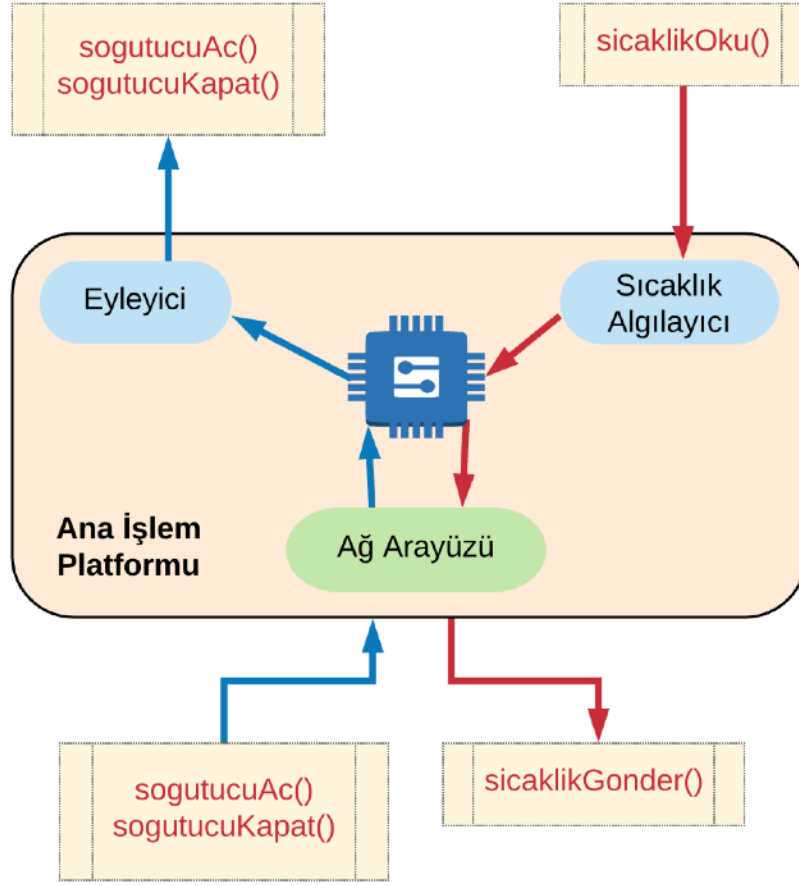 sogutucuAc()
sogutucuKapat()
sicaklikOku()
Eyleyici
Sıcaklık
Algılayıcı
Ana İşlem
Platformu
Ağ Arayüzü
sogutucuAc()
sogutucuKapat()
sicaklikGonder()